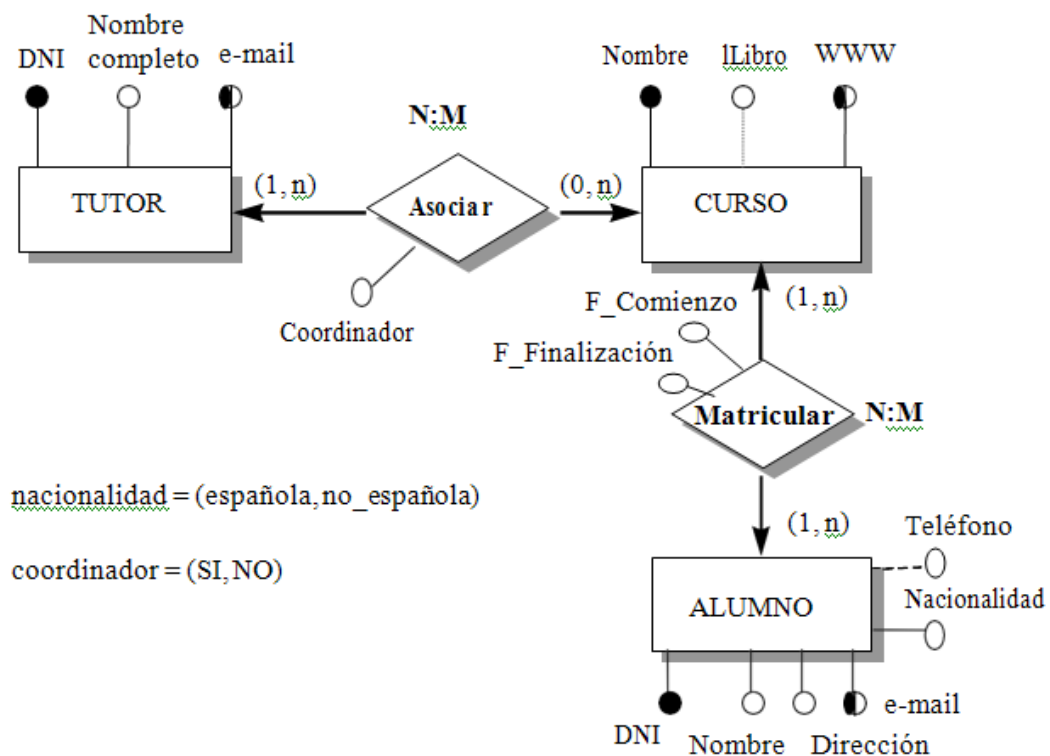 Nombre
completo
DNI
e-mail
Nombre
lLibro
WWW
N:M
TUTOR
(1,n)
Asociar
(0,n)
CURSO
Coordinador
F_Comienzo
(1,n)
F_Finalización
Matricular
N:M
nacionalidad = (española,no_española)
(1,n)
coordinador = (SI, NO)
Teléfono
ALUMNO
Nacionalidad
e-mail
DNI
Nombre
Dirección